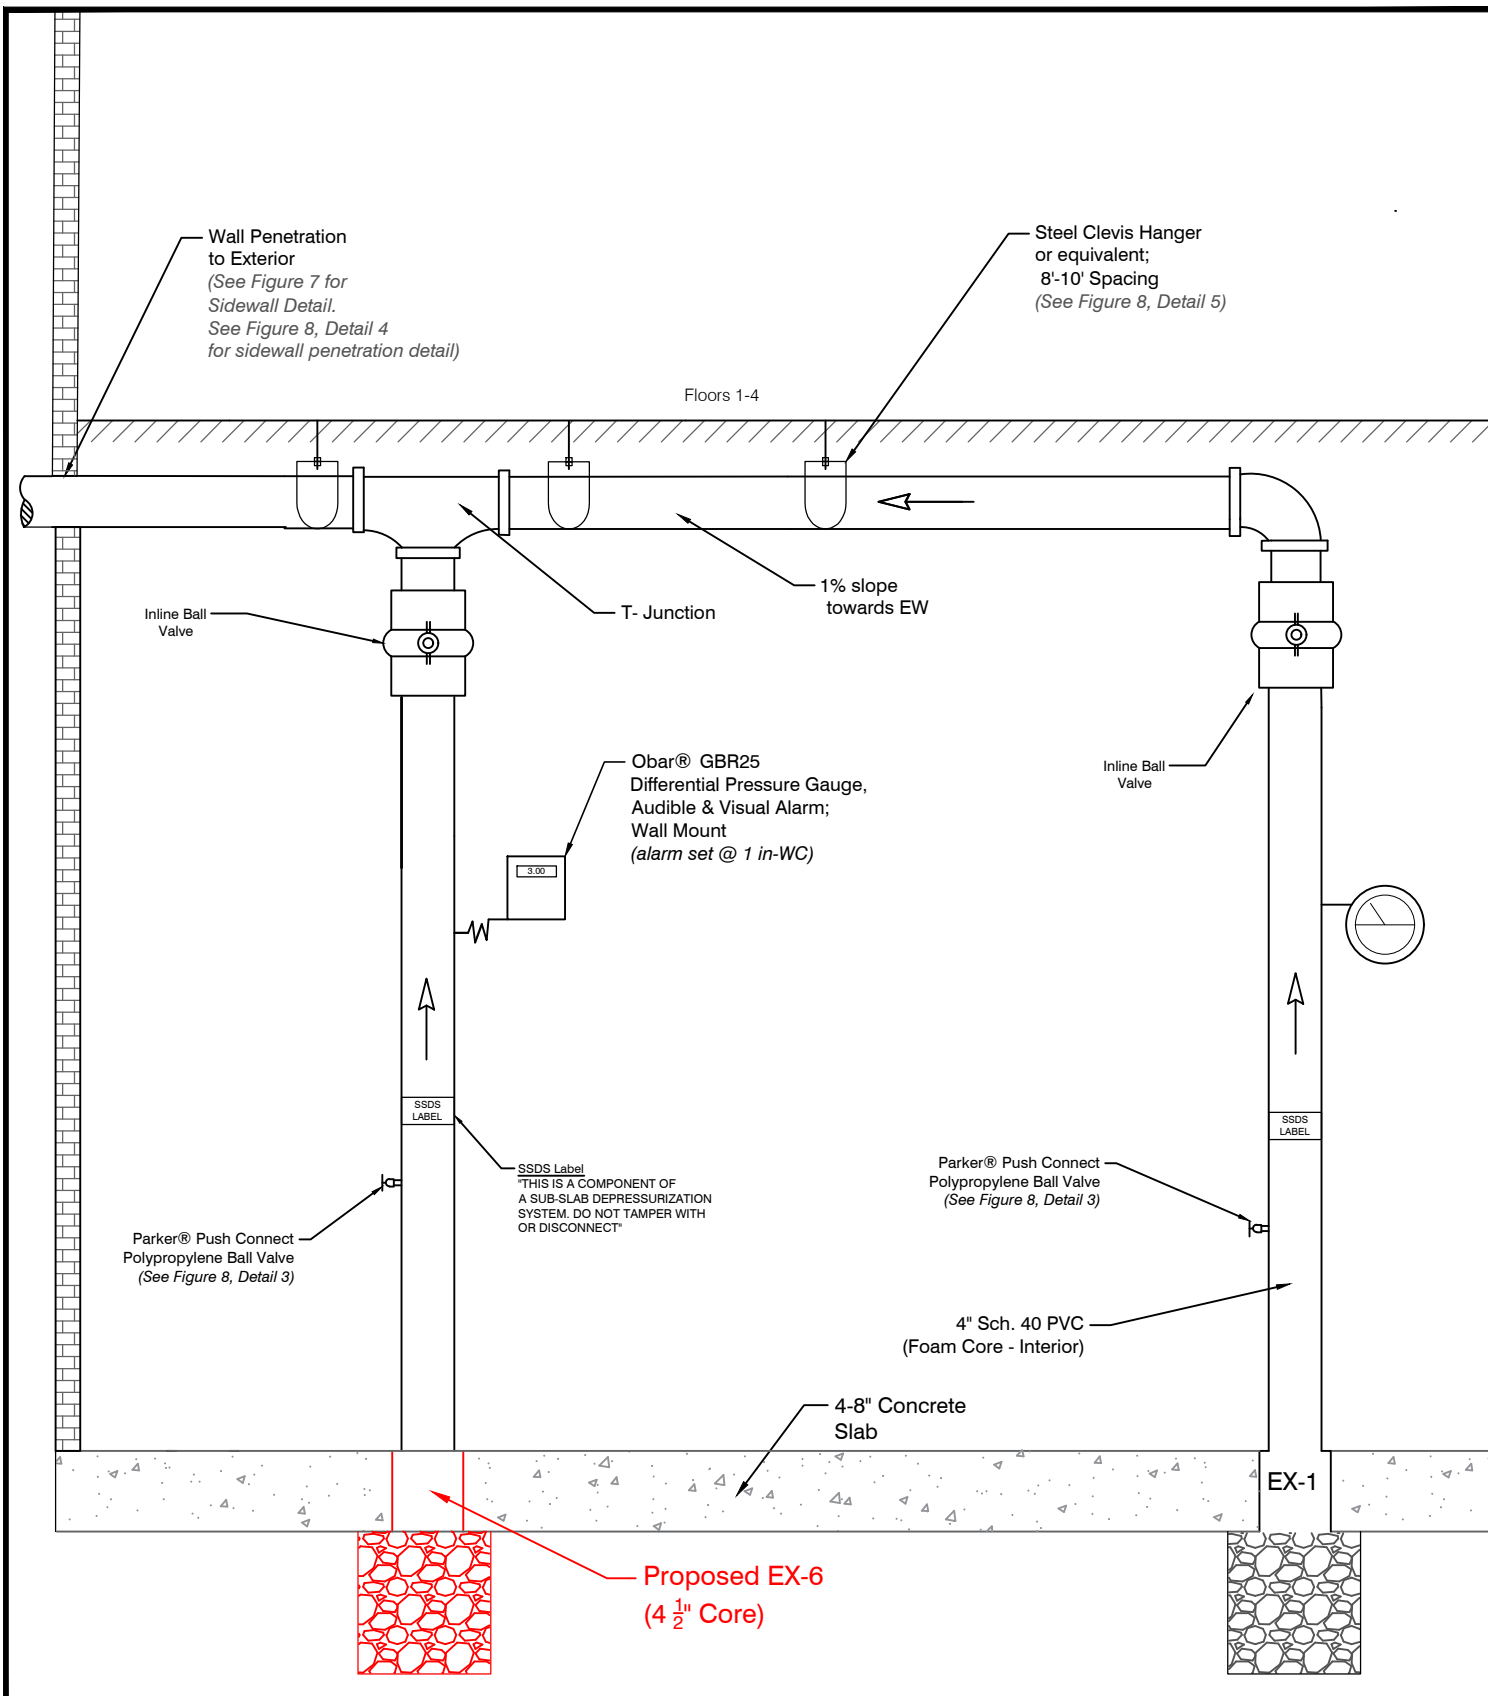 Wall Penetration
to Exterior
(See Figure 7 for
Sidewall Detail.
See Figure 8, Detail 4
for sidewall penetration detail)
Steel Clevis Hanger
or equivalent;
8'-10' Spacing
(See Figure 8, Detail 5)
Floors 1-4
1% slope
towards EW
T- Junction
Inline Ball
Valve
Obar® GBR25
Differential Pressure Gauge,
Audible & Visual Alarm;
Wall Mount
(alarm set @ 1 in-WC)
3.00
Inline Ball
Valve
SSDS
LABEL
SSDS
LABEL
SSDS Label
"THIS IS A COMPONENT OF
A SUB-SLAB DEPRESSURIZATION
SYSTEM. DO NOT TAMPER WITH
OR DISCONNECT"
Parker® Push Connect
Polypropylene Ball Valve
(See Figure 8, Detail 3)
Parker® Push Connect
Polypropylene Ball Valve
(See Figure 8, Detail 3)
4" Sch. 40 PVC
(Foam Core - Interior)
4-8" Concrete
Slab
EX-1
Proposed EX-6
(4 1/2" Core)